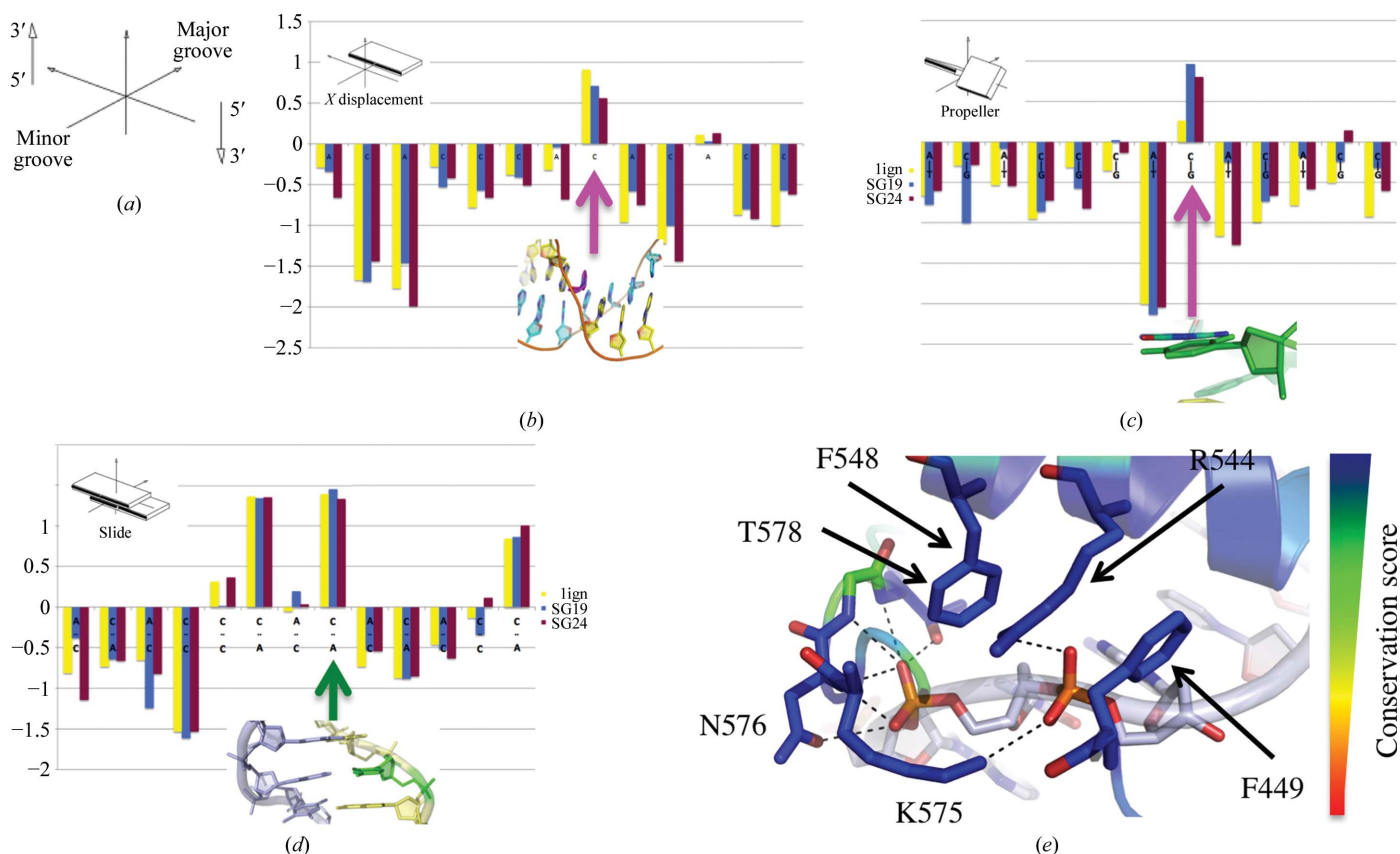 3′
5′
Major
groove
5′
3′
Minor
groove
(a)
1.5
1
0.5
0
−0.5
−1
−1.5
−2
−2.5
X displacement
A C A C C C A C A C A C C
(b)
Propeller
lign
SG19
SG24
A C A C C C A C A C A C C
T G T G G G T G T G T G G
(c)
1
0.5
0
−0.5
−1
−1.5
−2
Slide
A C A C C C A C A C A C C
C A C C C A C A C A C C A
lign
SG19
SG24
(d)
F548
R544
T578
N576
K575
F449
Conservation score
(e)